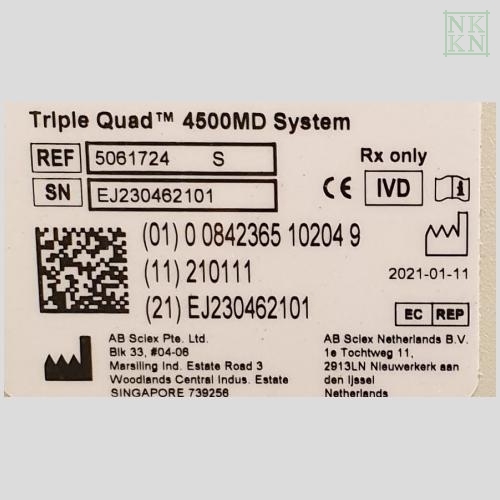 NK
KN
Triple Quad™ 4500MD System
REF 5061724 S
Rx only
SN EJ230462101
CE IVD
(01) 0 0842365 10204 9
(11) 210111
2021-01-11
(21) EJ230462101
EC REP
AB Sciex Pte. Ltd.
Blk 33, #04-06
Marsiling Ind. Estate Road 3
Woodlands Central Indus. Estate
SINGAPORE 739256
AB Sciex Netherlands B.V.
1e Tochtweg 11,
2913LN Nieuwerkerk aan
den Ijssel
Netherlands